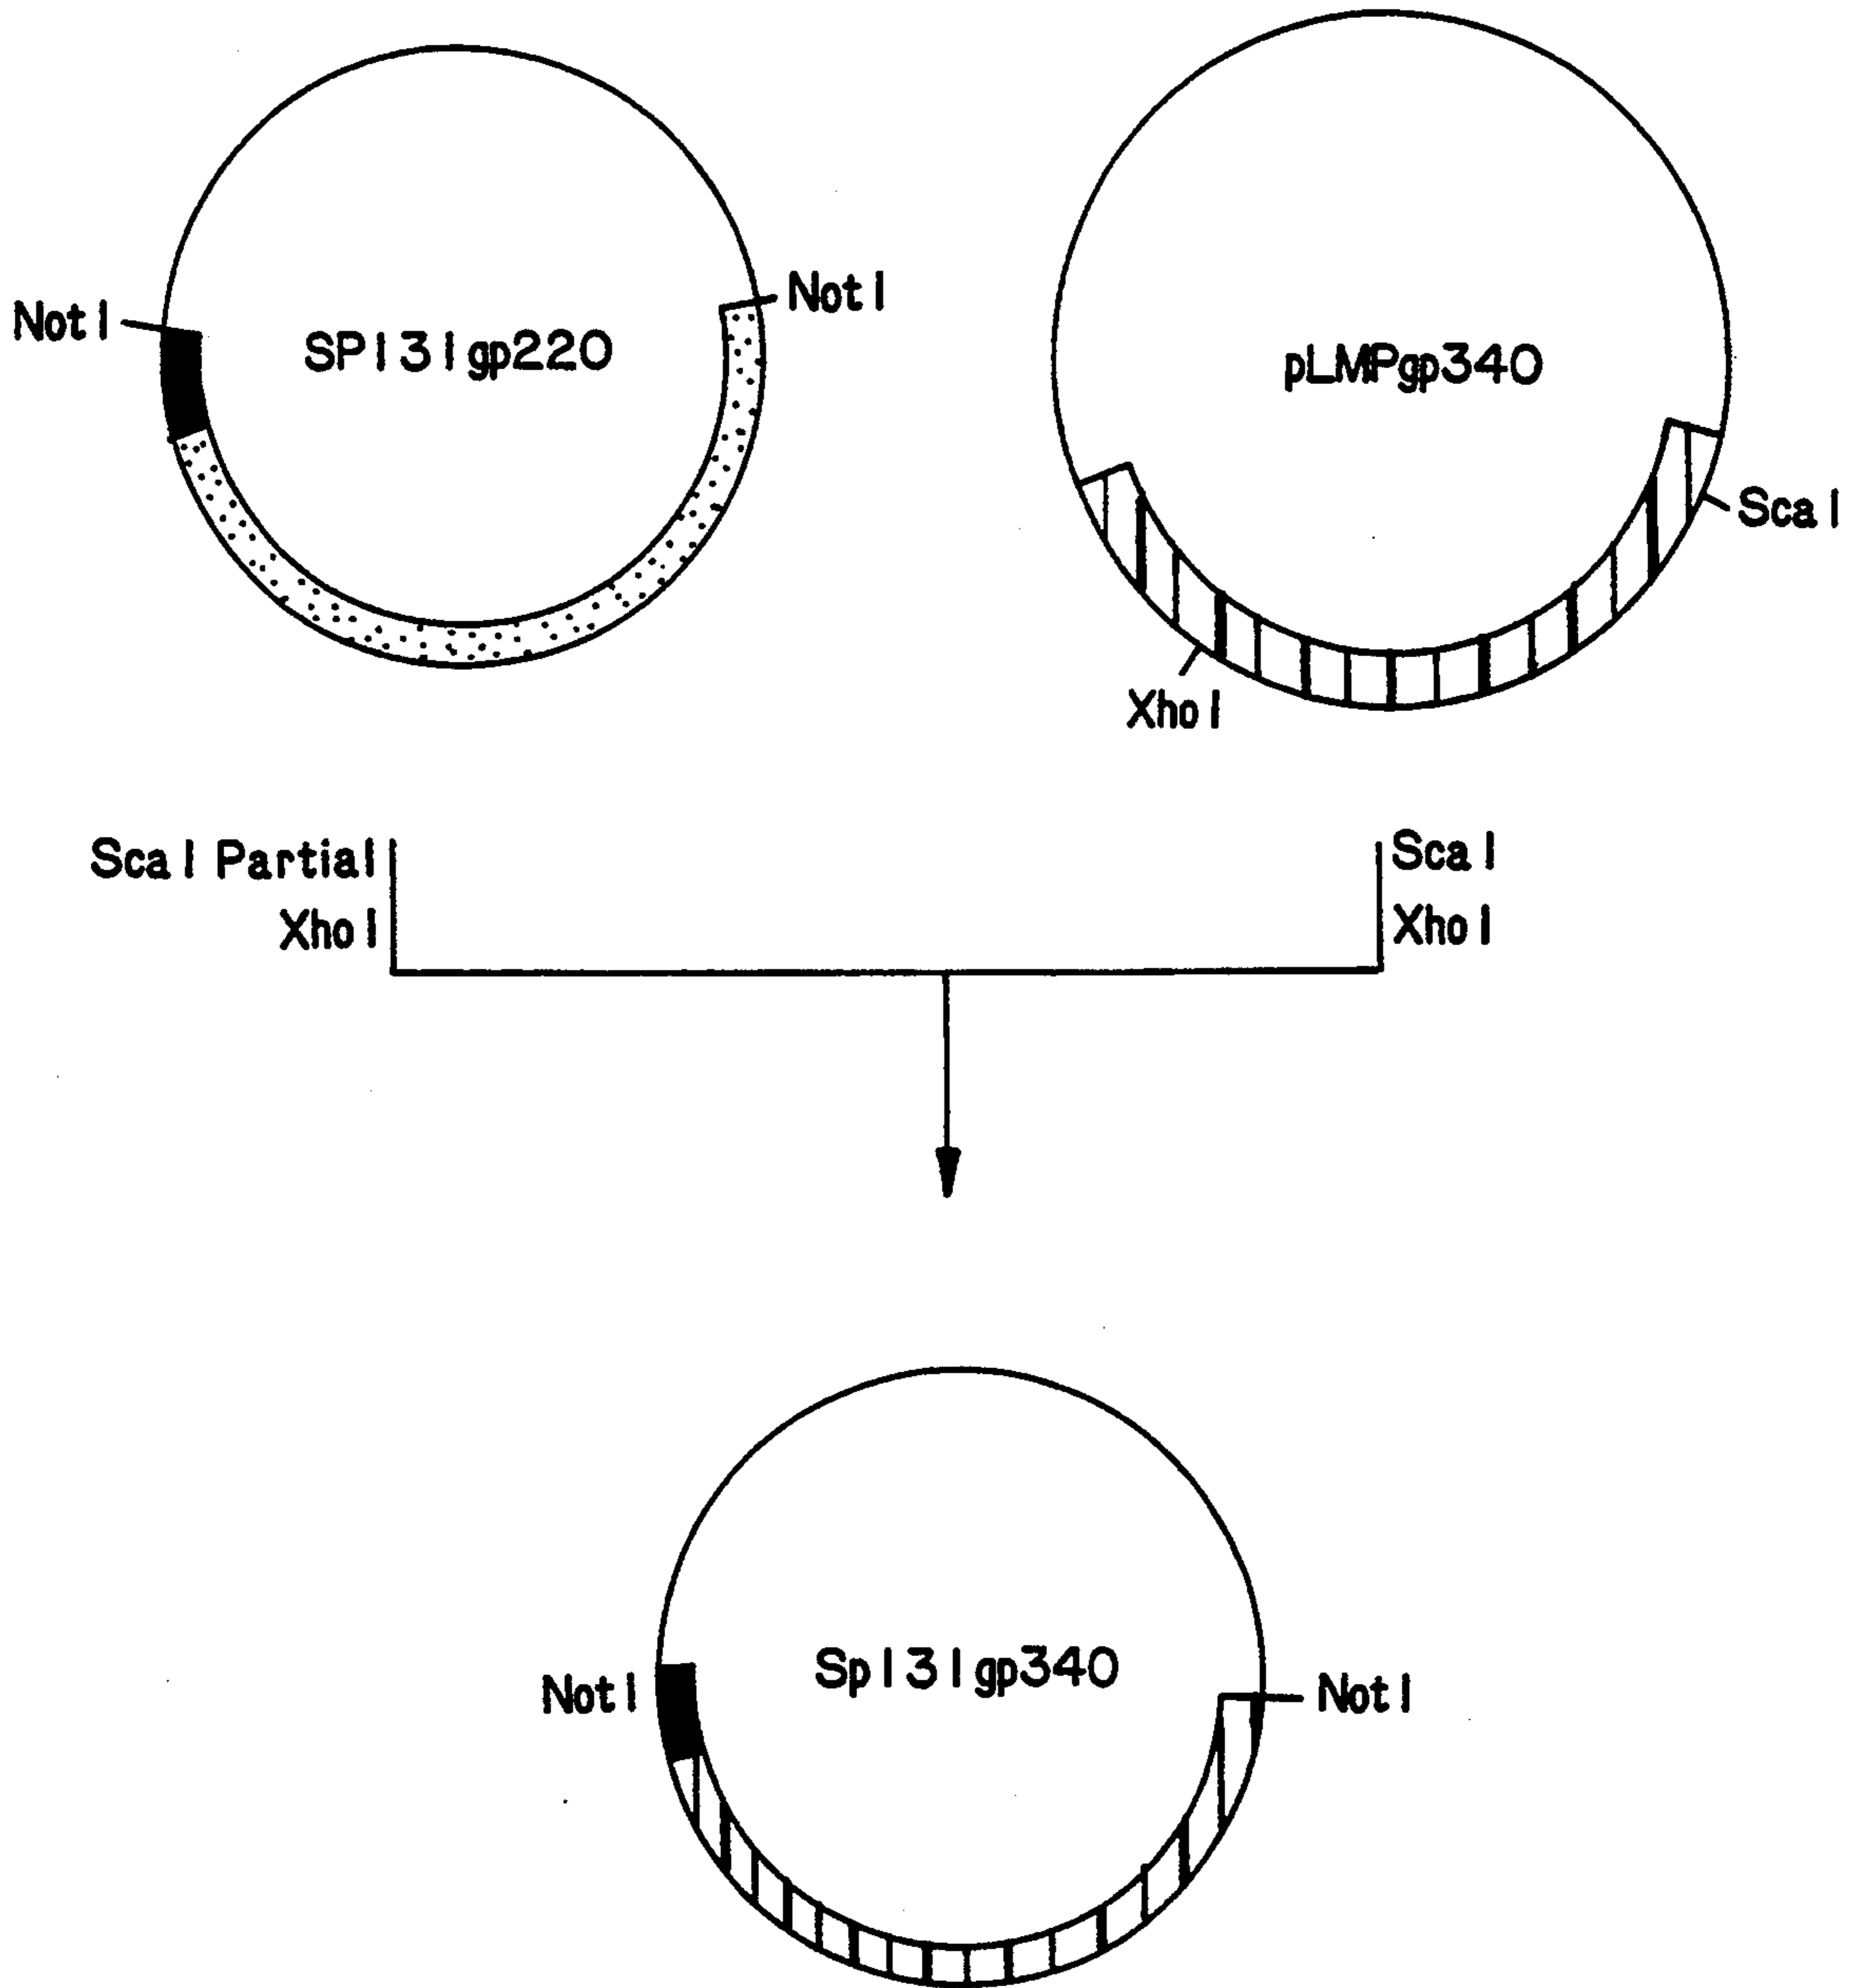 NotI
SP131gp220
NotI
pLMPgp340
ScaI
XhoI
ScaI Partial
XhoI
ScaI
XhoI
NotI
Sp131gp340
NotI